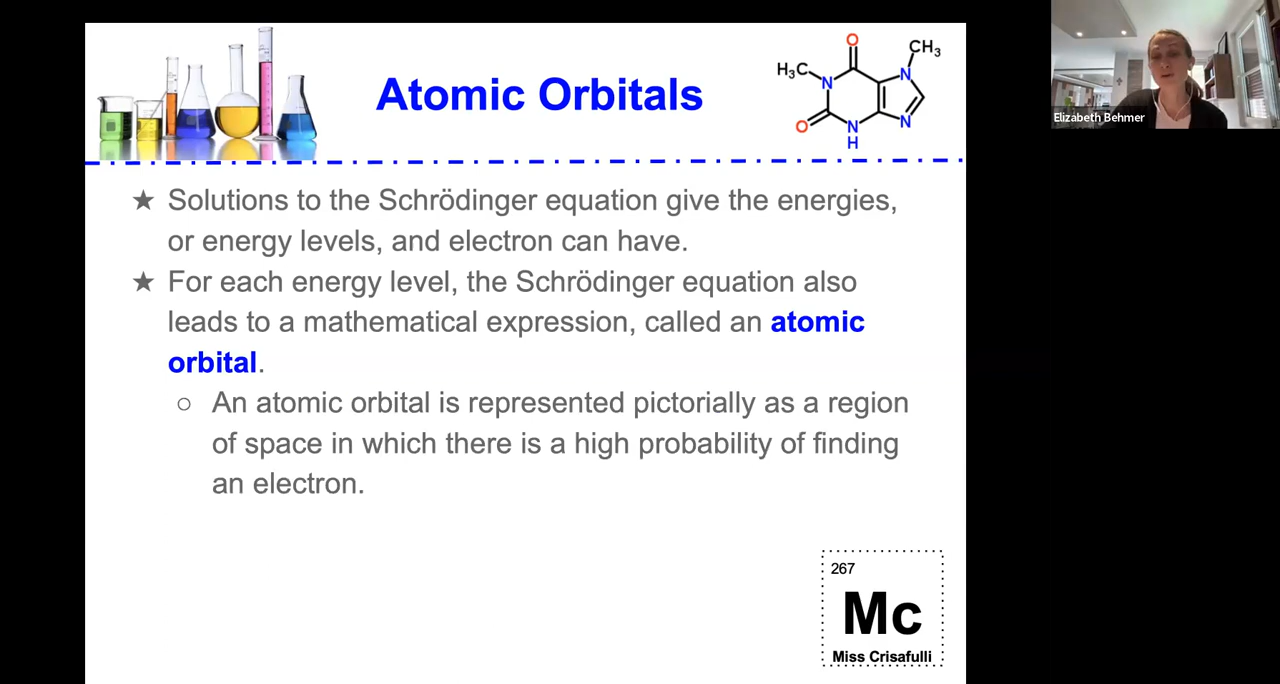 Atomic Orbitals
O
CH₃
H₃C
N
N
O
N
H
N
Elizabeth Behmer
★ Solutions to the Schrödinger equation give the energies,
or energy levels, and electron can have.
★ For each energy level, the Schrödinger equation also
leads to a mathematical expression, called an atomic
orbital.
○ An atomic orbital is represented pictorially as a region
of space in which there is a high probability of finding
an electron.
267
Mc
Miss Crisafulli